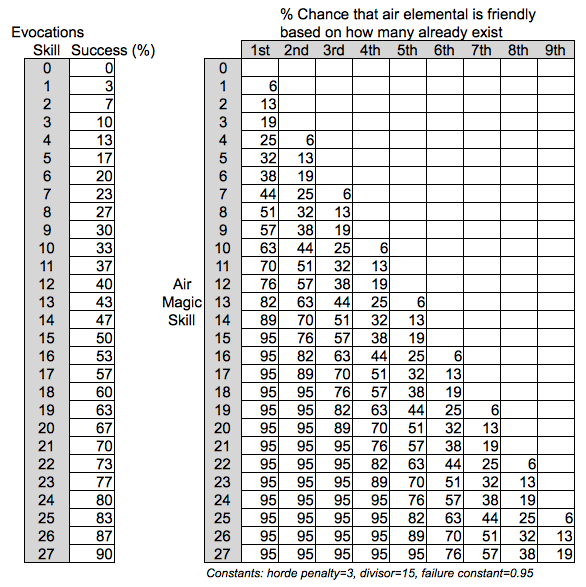 % Chance that air elemental is friendly
Evocations based on how many already exist
Skill Success (%) 1st 2nd 3rd 4th 5th 6th 7th 8th 9th
0 0 0
1 3 1 6
2 7 2 13
3 10 3 19
4 13 4 25 6
5 17 5 32 13
6 20 6 38 19
7 23 7 44 25 6
8 27 8 51 32 13
9 30 9 57 38 19
10 33 10 63 44 25 6
11 37 11 70 51 32 13
12 40 Air 12 76 57 38 19
13 43 Magic 13 82 63 44 25 6
14 47 Skill 14 89 70 51 32 13
15 50 15 95 76 57 38 19
16 53 16 95 82 63 44 25 6
17 57 17 95 89 70 51 32 13
18 60 18 95 95 76 57 38 19
19 63 19 95 95 82 63 44 25 6
20 67 20 95 95 89 70 51 32 13
21 70 21 95 95 95 76 57 38 19
22 73 22 95 95 95 82 63 44 25 6
23 77 23 95 95 95 89 70 51 32 13
24 80 24 95 95 95 95 76 57 38 19
25 83 25 95 95 95 95 82 63 44 25 6
26 87 26 95 95 95 95 89 70 51 32 13
27 90 27 95 95 95 95 95 76 57 38 19
Constants: horde penalty=3, divisor=15, failure constant=0.95